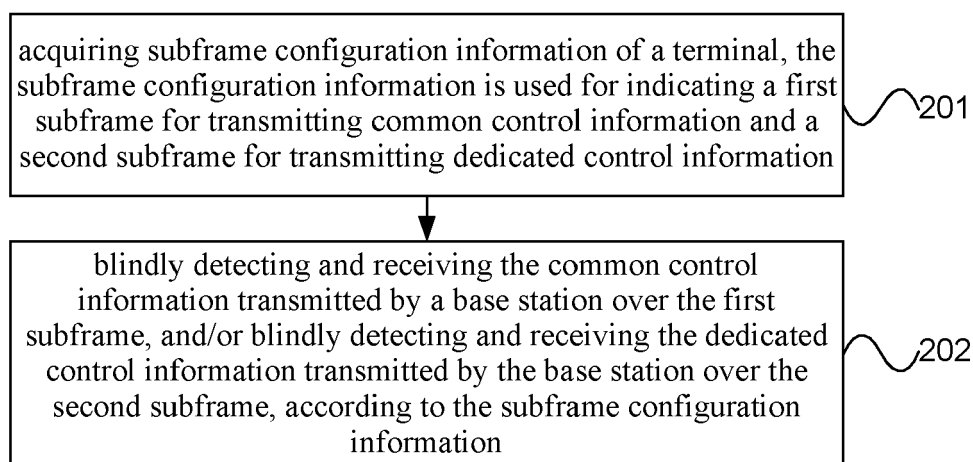 acquiring subframe configuration information of a terminal, the
subframe configuration information is used for indicating a first
subframe for transmitting common control information and a
second subframe for transmitting dedicated control information
201
blindly detecting and receiving the common control
information transmitted by a base station over the first
subframe, and/or blindly detecting and receiving the dedicated
control information transmitted by the base station over the
second subframe, according to the subframe configuration
information
202